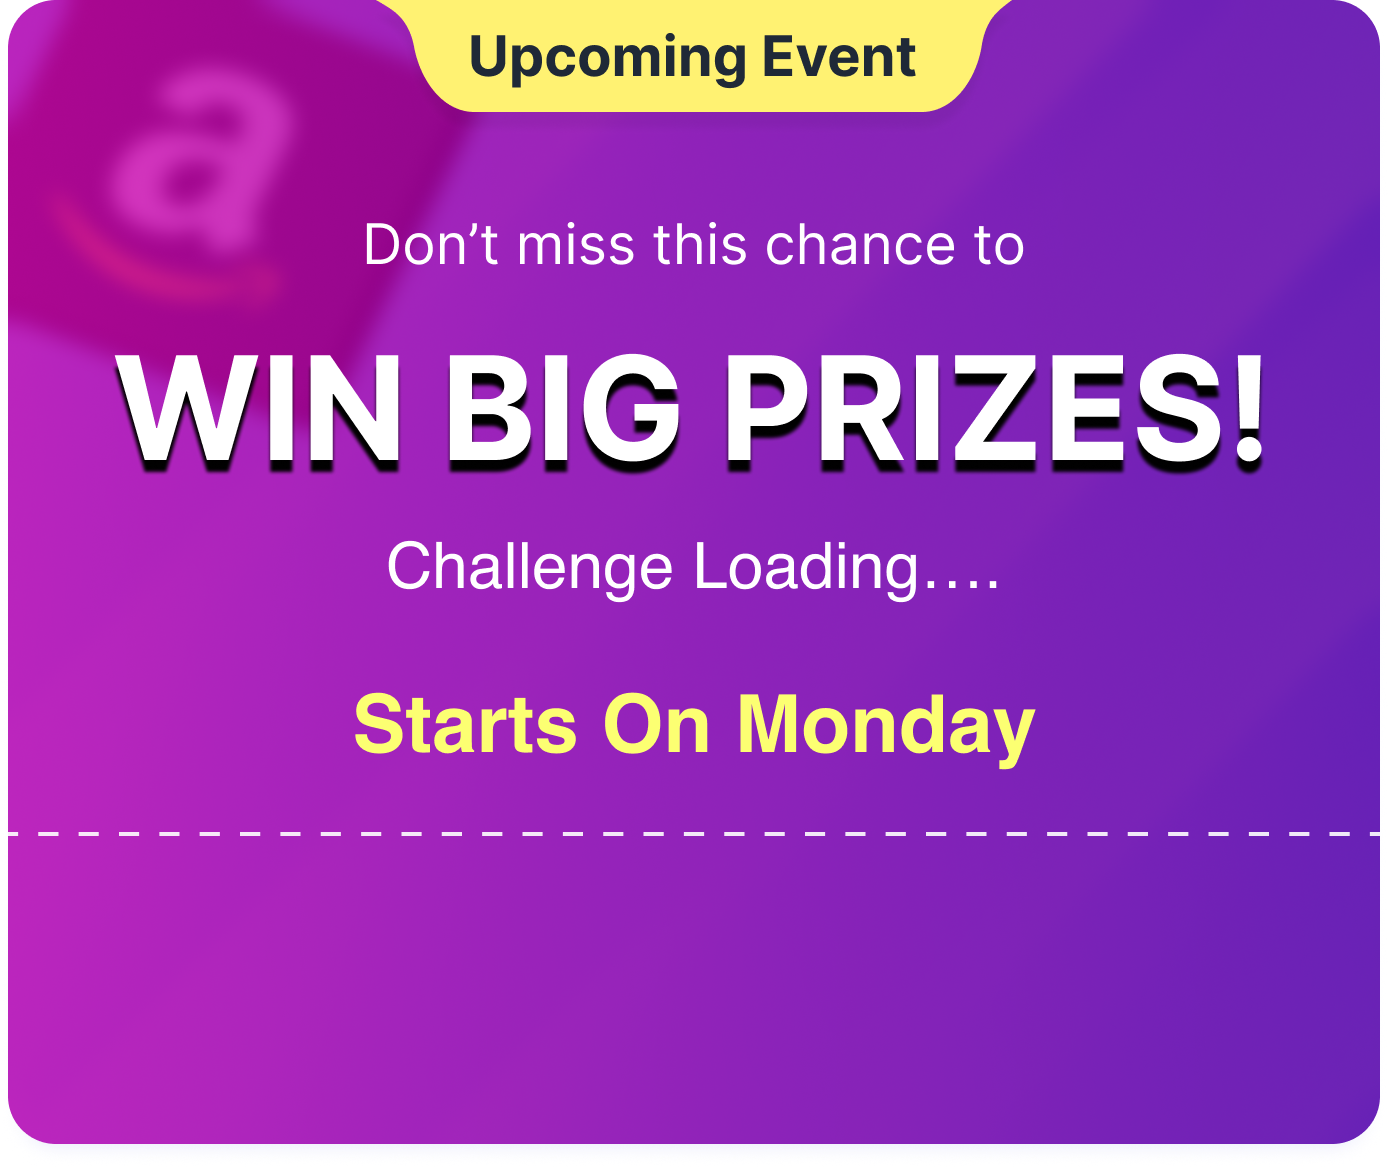 Upcoming Event
a
Don’t miss this chance to
WIN BIG PRIZES!
Challenge Loading....
Starts On Monday